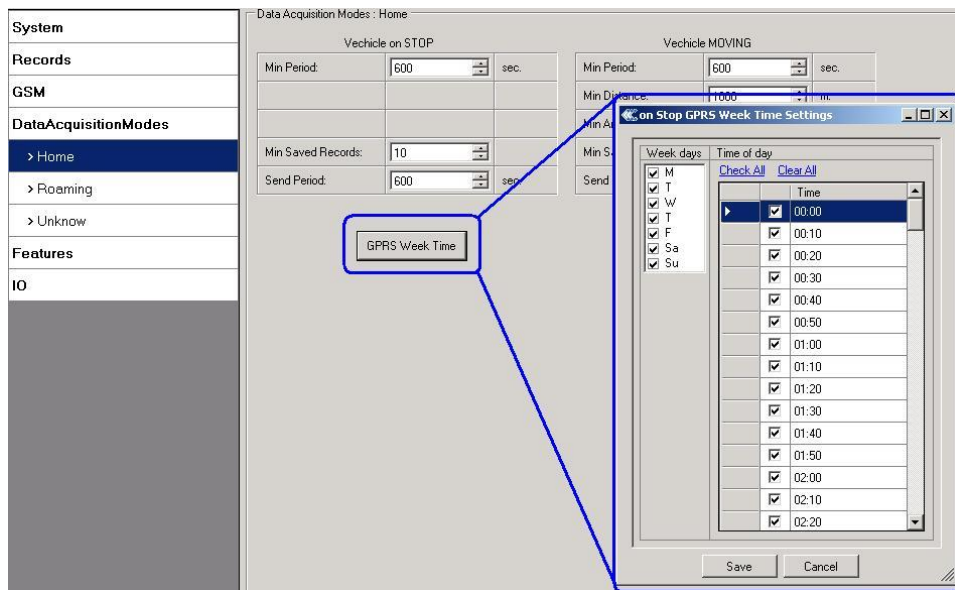 System
Records
GSM
DataAcquisitionModes
> Home
> Roaming
> Unknow
Features
IO
Data Acquisition Modes : Home
Vechicle on STOP
Min Period: 600 sec.
Min Saved Records: 10
Send Period: 600 sec.
GPRS Week Time
Vechicle MOVING
Min Period: 600 sec.
Min Distance: 1000 m.
Min
Min
Send
on Stop GPRS Week Time Settings
Week days
M
T
W
T
F
Sa
Su
Time of day
Check All Clear All
Time
00:00
00:10
00:20
00:30
00:40
00:50
01:00
01:10
01:20
01:30
01:40
01:50
02:00
02:10
02:20
Save Cancel